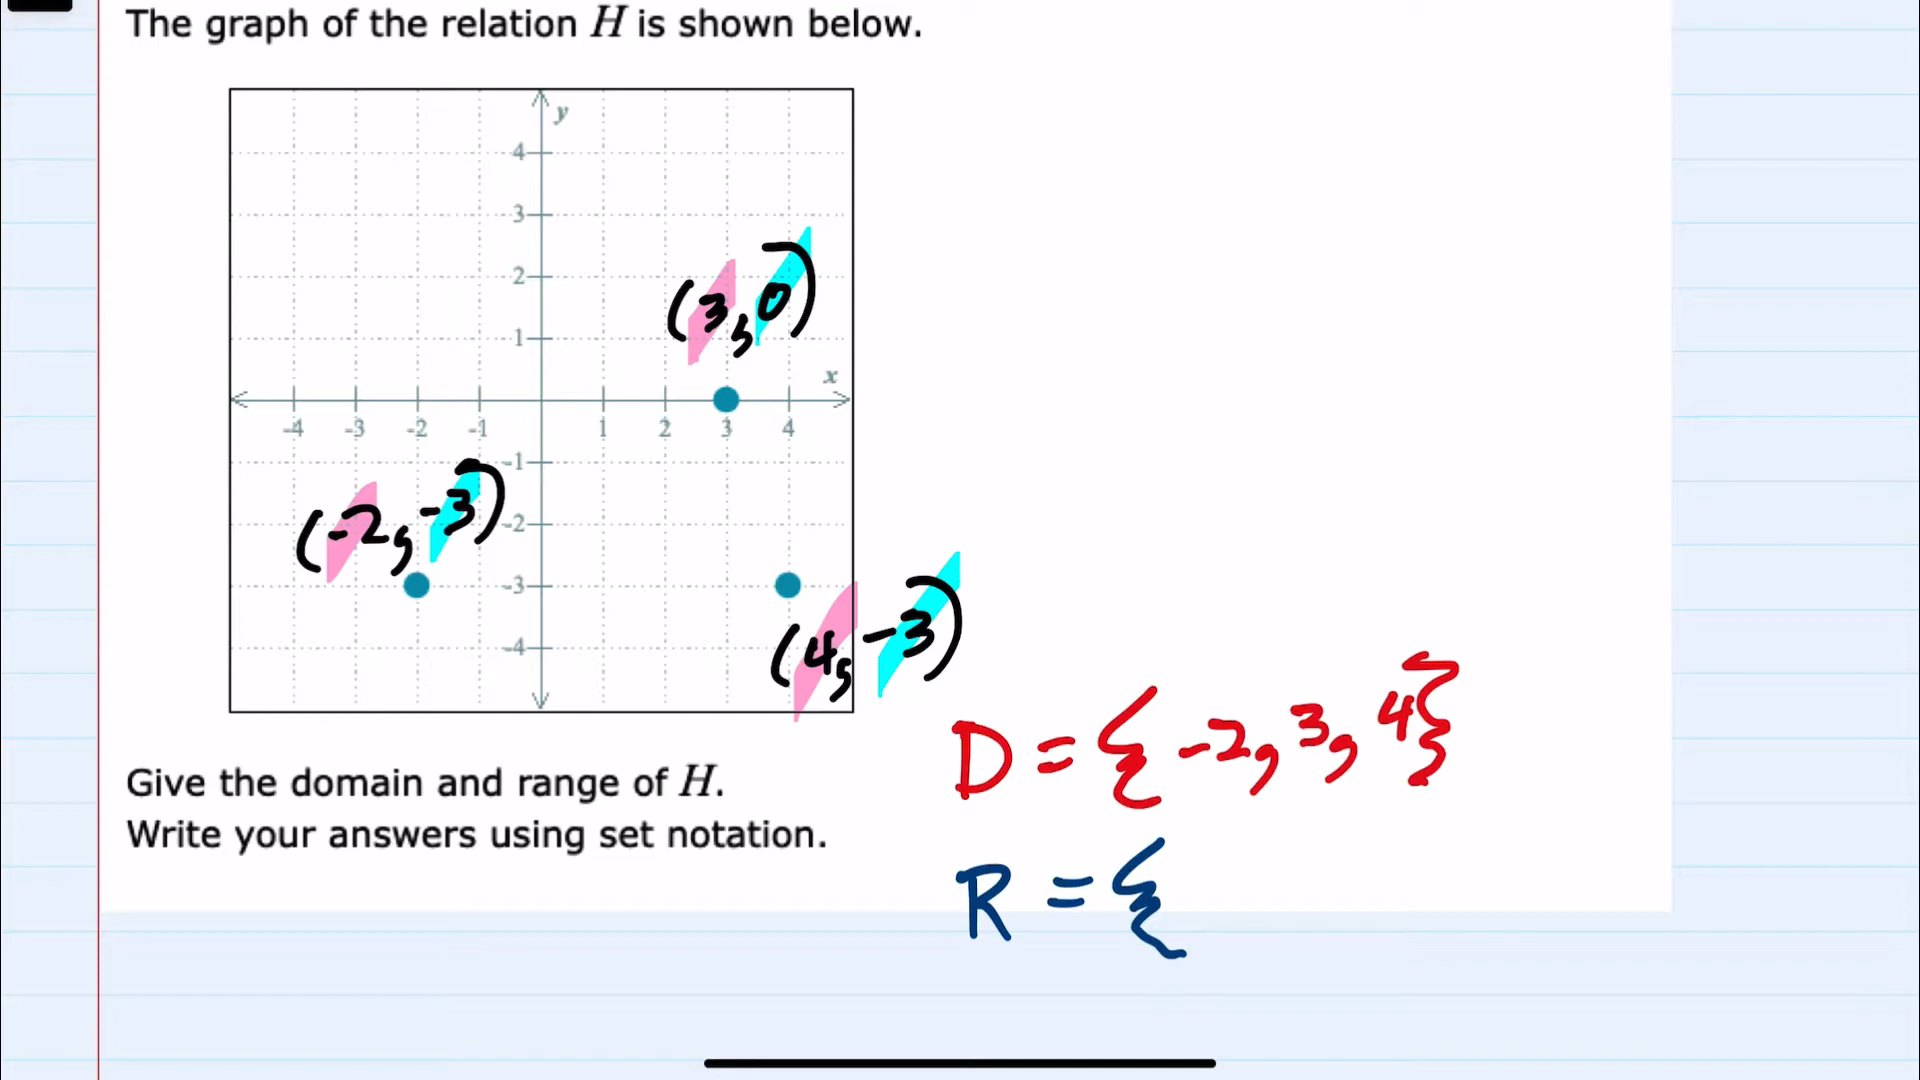 The graph of the relation H is shown below.
y
4
3
2
1
x
-4 -3 -2 -1 1 2 3 4
-1
-2
-3
-4
(3, 0)
(-2, -3)
(4, -3)
Give the domain and range of H.
Write your answers using set notation.
D = { -2, 3, 4 }
R = {